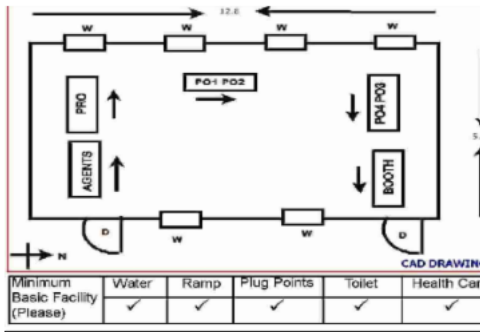 12.6
W W W W
PO1 PO2
PRO
PO4 PO3
AGENTS
BOOTH
D W W D
N
CAD DRAWING
Minimum Basic Facility (Please) Water Ramp Plug Points Toilet Health Car
✓ ✓ ✓ ✓ ✓